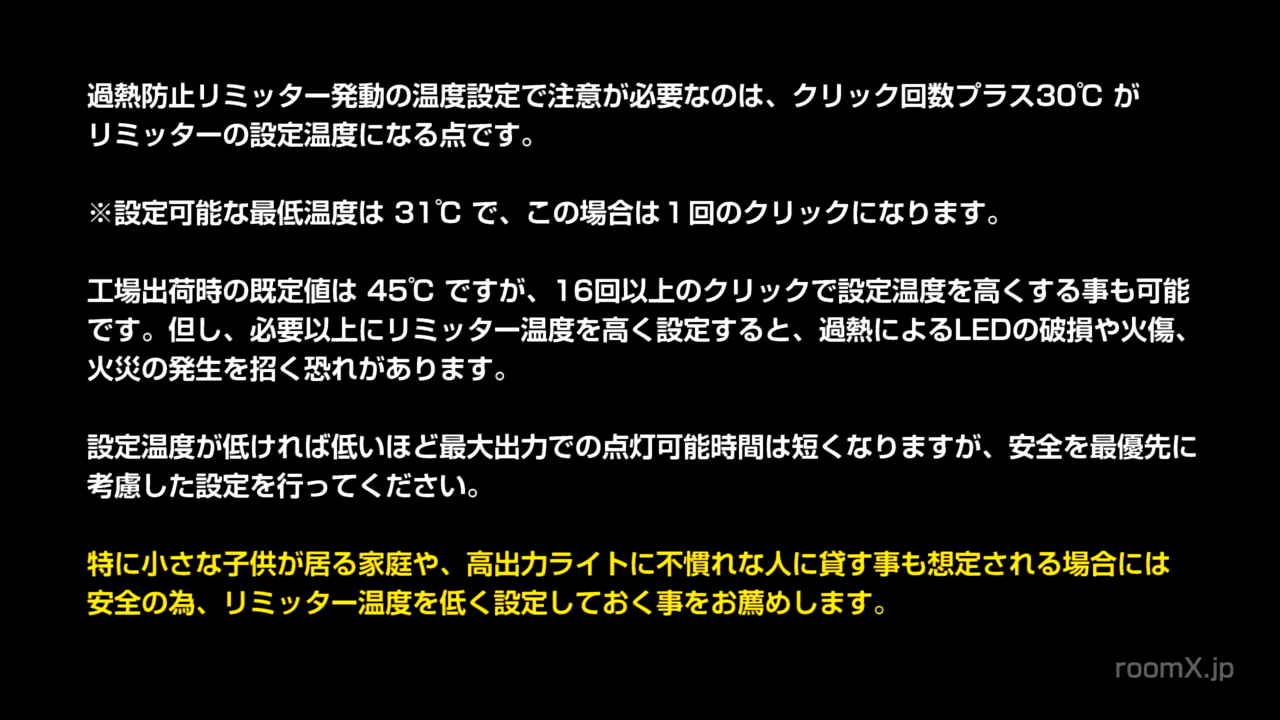 過熱防止リミッター発動の温度設定で注意が必要なのは、クリック回数プラス30℃ が
リミッターの設定温度になる点です。
※設定可能な最低温度は 31℃ で、この場合は１回のクリックになります。
工場出荷時の既定値は 45℃ ですが、16回以上のクリックで設定温度を高くする事も可能
です。但し、必要以上にリミッター温度を高く設定すると、過熱によるLEDの破損や火傷、
火災の発生を招く恐れがあります。
設定温度が低ければ低いほど最大出力での点灯可能時間は短くなりますが、安全を最優先に
考慮した設定を行ってください。
特に小さな子供が居る家庭や、高出力ライトに不慣れな人に貸す事も想定される場合には
安全の為、リミッター温度を低く設定しておく事をお薦めします。
roomX.jp